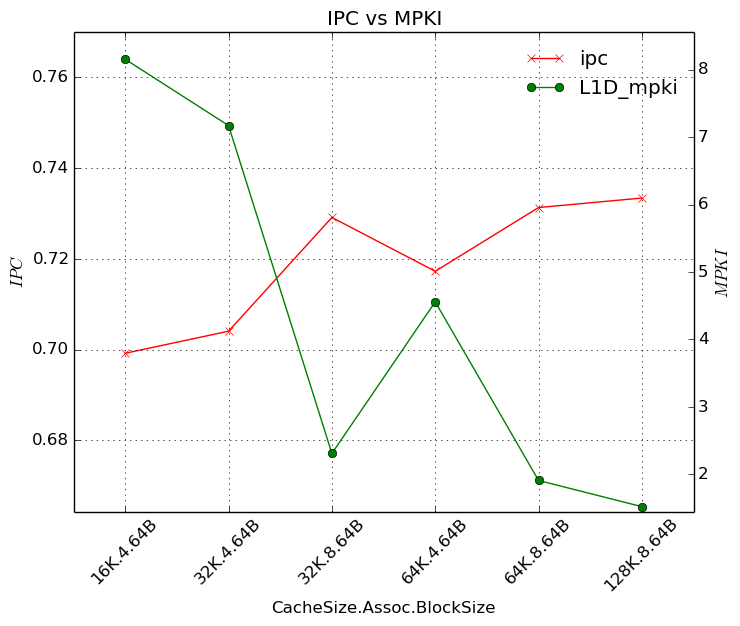 IPC vs MPKI
ipc
L1D_mpki
0.76
0.74
0.72
0.70
0.68
IPC
8
7
6
5
4
3
2
MPKI
16K.4.64B
32K.4.64B
32K.8.64B
64K.4.64B
64K.8.64B
128K.8.64B
CacheSize.Assoc.BlockSize